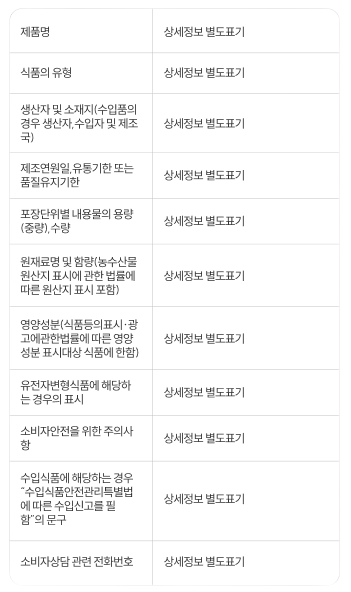 제품명
상세정보 별도표기
식품의 유형
상세정보 별도표기
생산자 및 소재지(수입품의
경우 생산자,수입자 및 제조
국)
상세정보 별도표기
제조연원일,유통기한 또는
품질유지기한
상세정보 별도표기
포장단위별 내용물의 용량
(중량),수량
상세정보 별도표기
원재료명 및 함량(농수산물
원산지 표시에 관한 법률에
따른 원산지 표시 포함)
상세정보 별도표기
영양성분(식품등의표시·광
고에관한법률에 따른 영양
성분 표시대상 식품에 한함)
상세정보 별도표기
유전자변형식품에 해당하
는 경우의 표시
상세정보 별도표기
소비자안전을 위한 주의사
항
상세정보 별도표기
수입식품에 해당하는 경우
“수입식품안전관리특별법
에 따른 수입신고를 필
함”의 문구
상세정보 별도표기
소비자상담 관련 전화번호
상세정보 별도표기